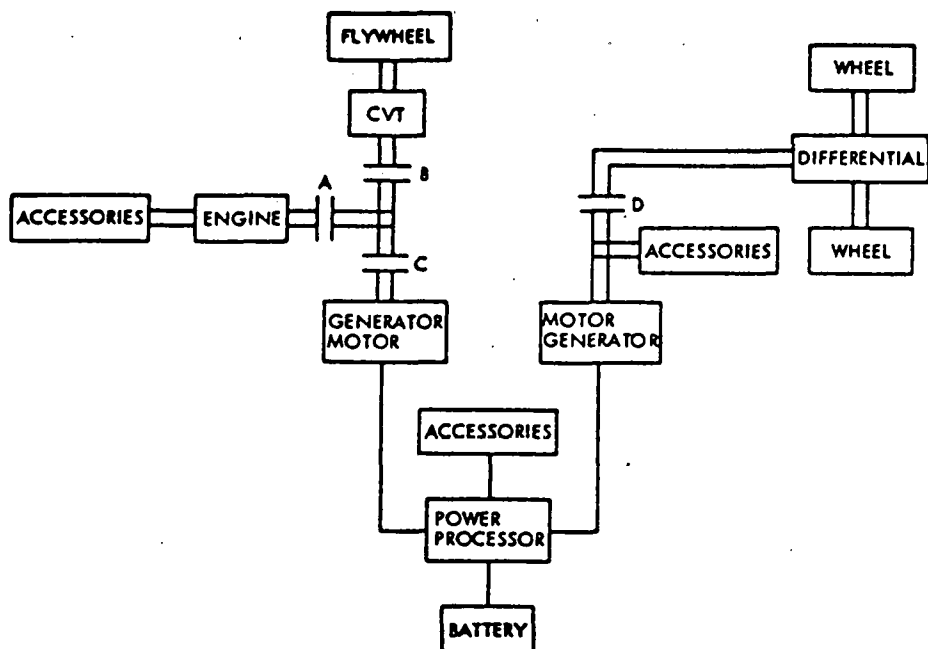 FLYWHEEL
WHEEL
CVT
B
DIFFERENTIAL
A
D
ACCESSORIES
ENGINE
ACCESSORIES
WHEEL
C
GENERATOR
MOTOR
MOTOR
GENERATOR
ACCESSORIES
POWER
PROCESSOR
BATTERY